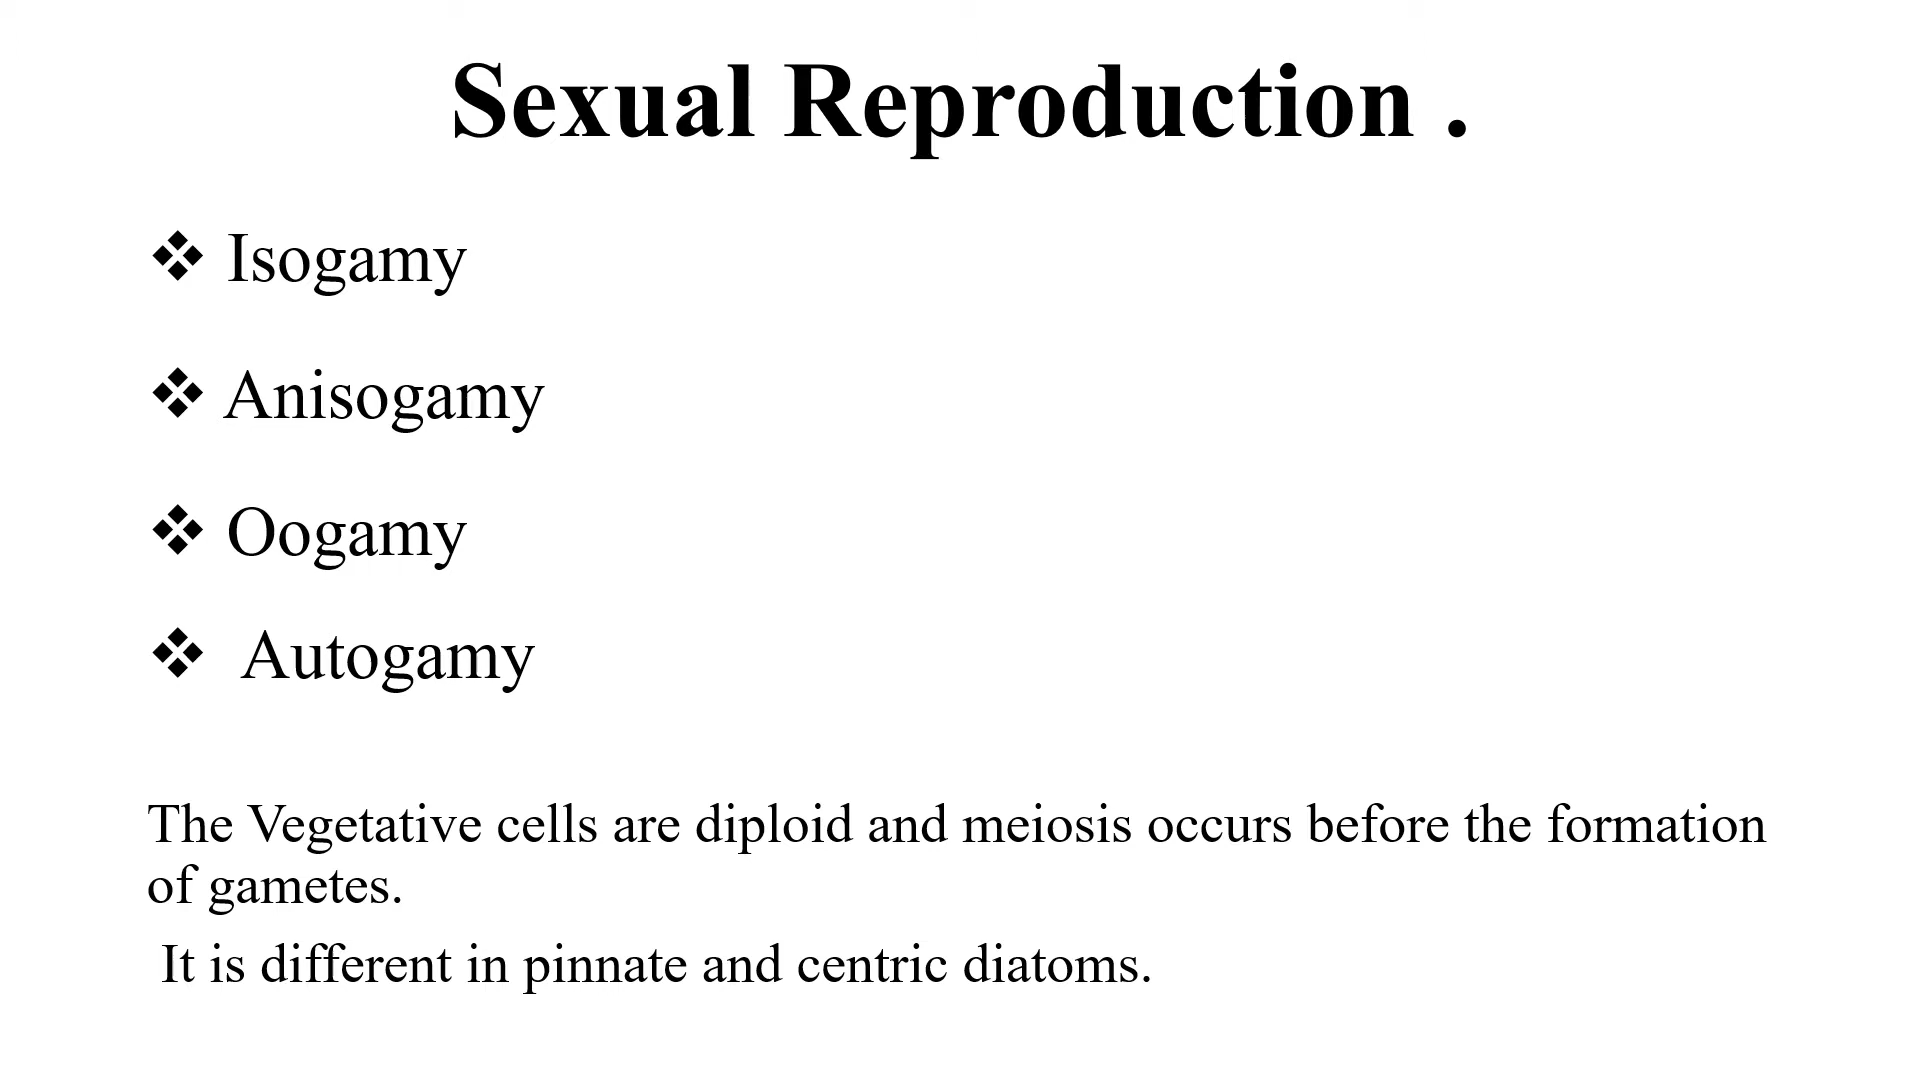 Sexual Reproduction .
❖ Isogamy
❖ Anisogamy
❖ Oogamy
❖ Autogamy
The Vegetative cells are diploid and meiosis occurs before the formation
of gametes.
It is different in pinnate and centric diatoms.